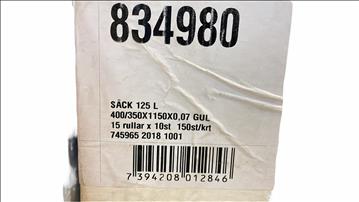 834980
SÄCK 125 L
400/350X1150X0,07 GUL
15 rullar x 10st 150st/krt
745965 2018 1001
7 394208 012846